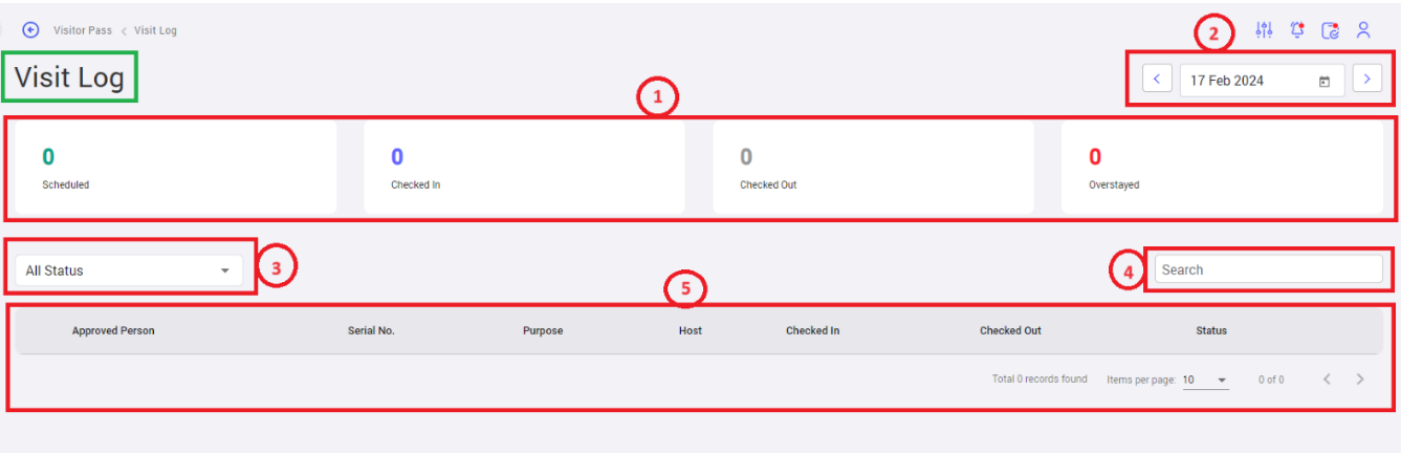 Visitor Pass < Visit Log
2
Visit Log
17 Feb 2024
1
0
Scheduled
0
Checked In
0
Checked Out
0
Overstayed
All Status
3
4
Search
5
Approved Person Serial No. Purpose Host Checked In Checked Out Status
Total 0 records found Items per page: 10 0 of 0